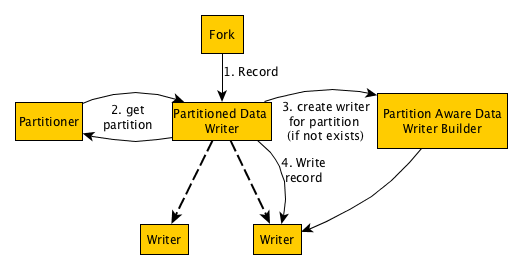 Fork
1. Record
Partitioner
2. get
partition
Partitioned Data
Writer
3. create writer
for partition
(if not exists)
Partition Aware Data
Writer Builder
4. Write
record
Writer
Writer